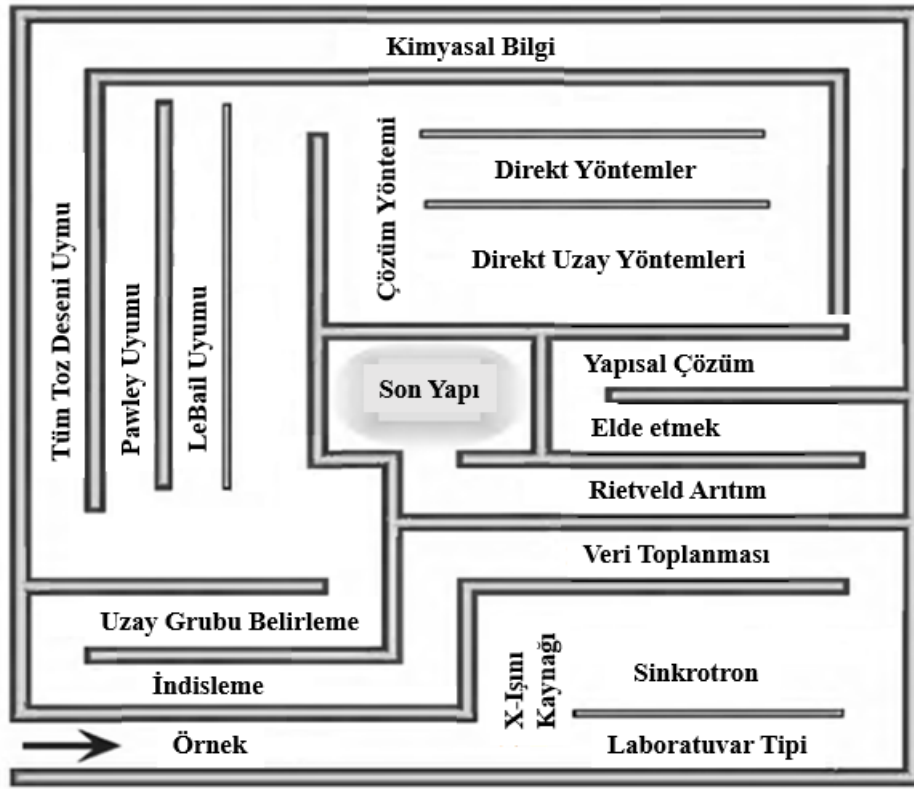 Kimyasal Bilgi
Çözüm Yöntemi
Direkt Yöntemler
Direkt Uzay Yöntemleri
Tüm Toz Deseni Uymu
Pawley Uyumu
LeBail Uyumu
Yapısal Çözüm
Son Yapı
Elde etmek
Rietveld Arıtım
Veri Toplanması
Uzay Grubu Belirleme
İndisleme
X-Işını
Kaynağı
Sinkrotron
Örnek
Laboratuvar Tipi